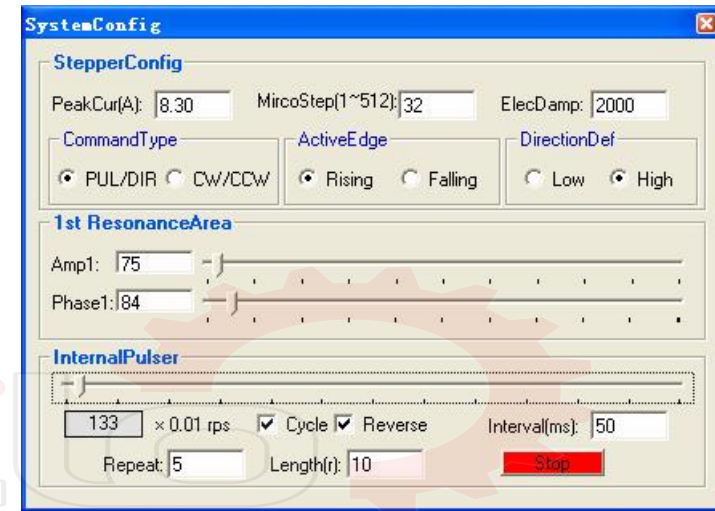 SystemConfig
StepperConfig
PeakCur(A): 8.30 MircoStep(1~512): 32 ElecDamp: 2000
CommandType ActiveEdge DirectionDef
PUL/DIR CW/CCW Rising Falling Low High
1st ResonanceArea
Amp1: 75
Phase1: 84
InternalPulser
133 × 0.01 rps Cycle Reverse Interval(ms): 50
Repeat: 5 Length(r): 10 Stop